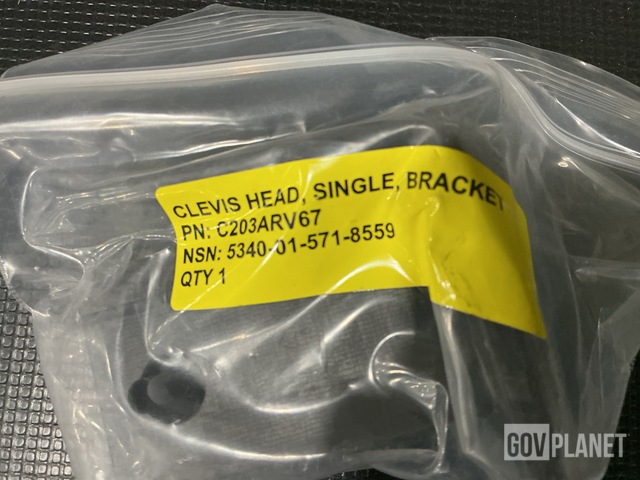 CLEVIS HEAD, SINGLE, BRACKET
PN: C203ARV67
NSN: 5340-01-571-8559
QTY 1
GOVPLANET